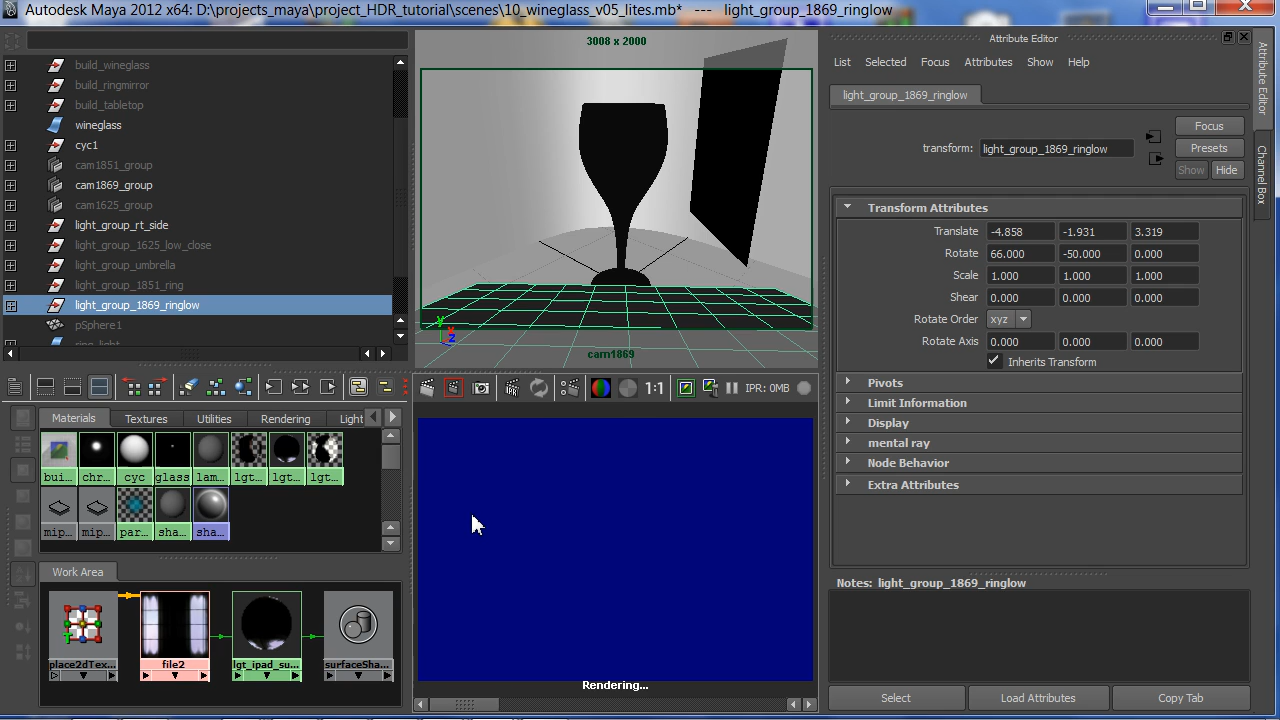 Autodesk Maya 2012 x64: D:\projects_maya\project_HDR_tutorial\scenes\10_wineglass_v05_lites.mb* --- light_group_1869_ringlow
build_wineglass
build_ringmirror
build_tabletop
wineglass
cyc1
cam1851_group
cam1869_group
cam1625_group
light_group_rt_side
light_group_1625_low_close
light_group_umbrella
light_group_1851_ring
light_group_1869_ringlow
pSphere1
3008 x 2000
y
x
z
cam1869
1:1
IPR: 0MB
Rendering...
Materials
Textures
Utilities
Rendering
Light
bui...
chr...
cyc
glass
lam...
lgt...
lgt...
lgt...
mip...
mip...
par...
sha...
sha...
Work Area
place2dTex...
file2
lgt_ipad_su...
surfaceSha...
Attribute Editor
List
Selected
Focus
Attributes
Show
Help
light_group_1869_ringlow
transform:
light_group_1869_ringlow
Focus
Presets
Show
Hide
Transform Attributes
Translate -4.858 -1.931 3.319
Rotate 66.000 -50.000 0.000
Scale 1.000 1.000 1.000
Shear 0.000 0.000 0.000
Rotate Order xyz
Rotate Axis 0.000 0.000 0.000
Inherits Transform
Pivots
Limit Information
Display
mental ray
Node Behavior
Extra Attributes
Notes: light_group_1869_ringlow
Select
Load Attributes
Copy Tab
Attribute Editor
Channel Box